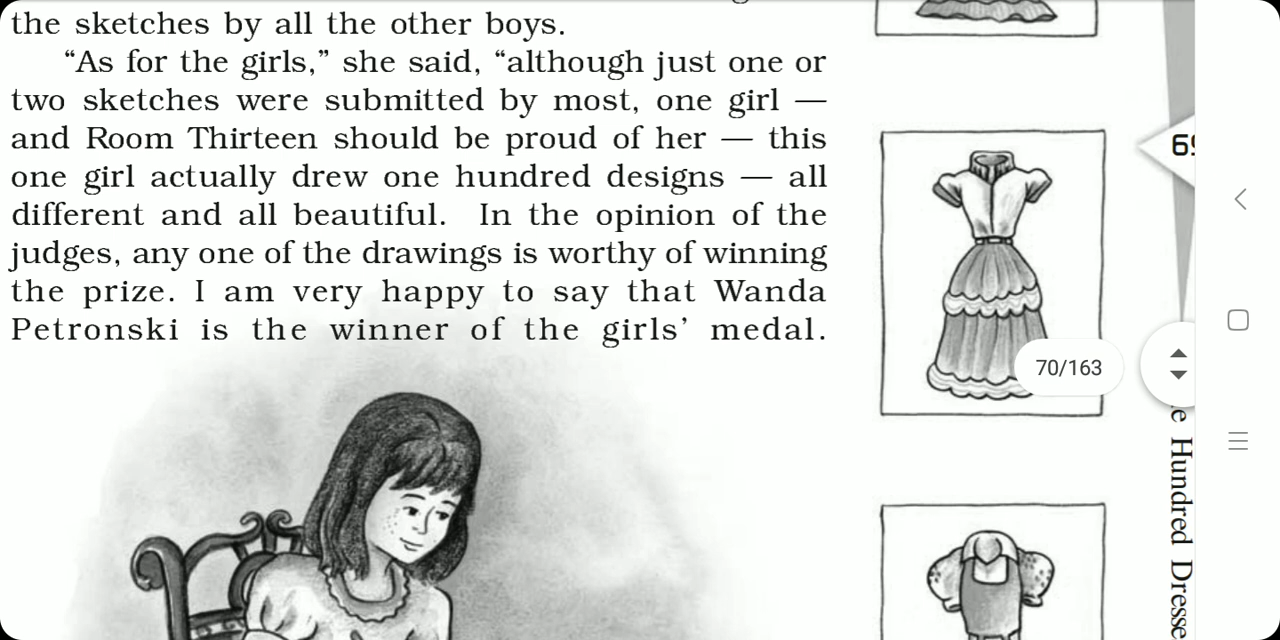 the sketches by all the other boys.
“As for the girls,” she said, “although just one or
two sketches were submitted by most, one girl —
and Room Thirteen should be proud of her — this
one girl actually drew one hundred designs — all
different and all beautiful. In the opinion of the
judges, any one of the drawings is worthy of winning
the prize. I am very happy to say that Wanda
Petronski is the winner of the girls’ medal.
70/163
Hundred Dresse